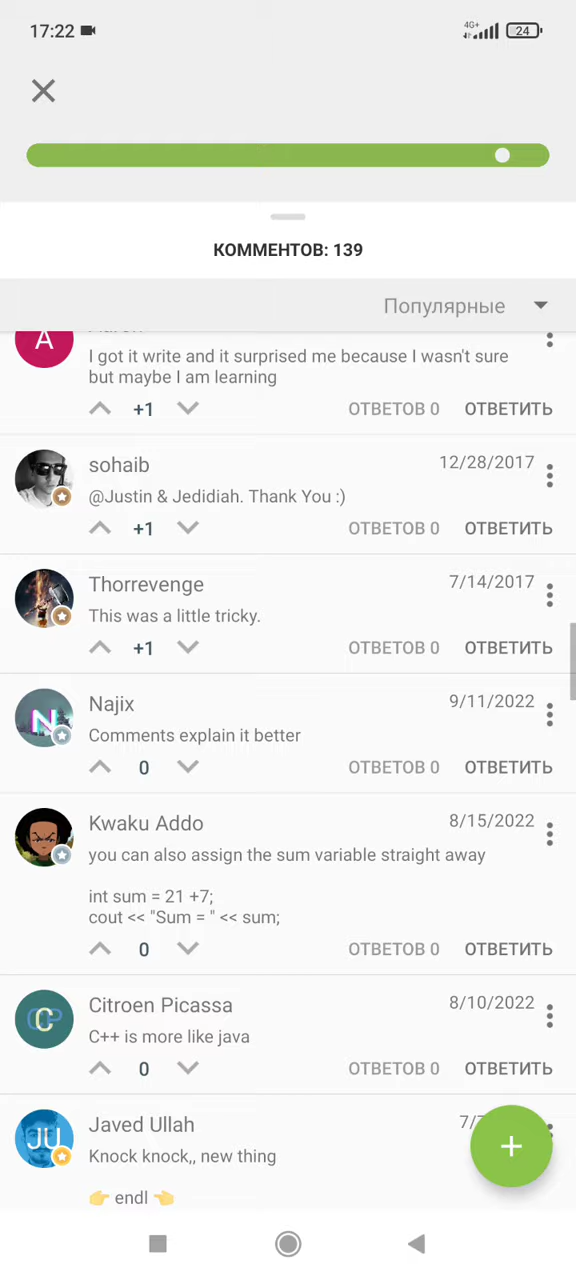 17:22
4G+
24
КОММЕНТОВ: 139
Популярные
A
I got it write and it surprised me because I wasn't sure
but maybe I am learning
+1 ОТВЕТОВ 0 ОТВЕТИТЬ
sohaib 12/28/2017
@Justin & Jedidiah. Thank You :)
+1 ОТВЕТОВ 0 ОТВЕТИТЬ
Thorrevenge 7/14/2017
This was a little tricky.
+1 ОТВЕТОВ 0 ОТВЕТИТЬ
N
Najix 9/11/2022
Comments explain it better
0 ОТВЕТОВ 0 ОТВЕТИТЬ
Kwaku Addo 8/15/2022
you can also assign the sum variable straight away
int sum = 21 +7;
cout << "Sum = " << sum;
0 ОТВЕТОВ 0 ОТВЕТИТЬ
CP
C
Citroen Picassa 8/10/2022
C++ is more like java
0 ОТВЕТОВ 0 ОТВЕТИТЬ
JU
Javed Ullah 7/
Knock knock,, new thing
👉 endl 👈